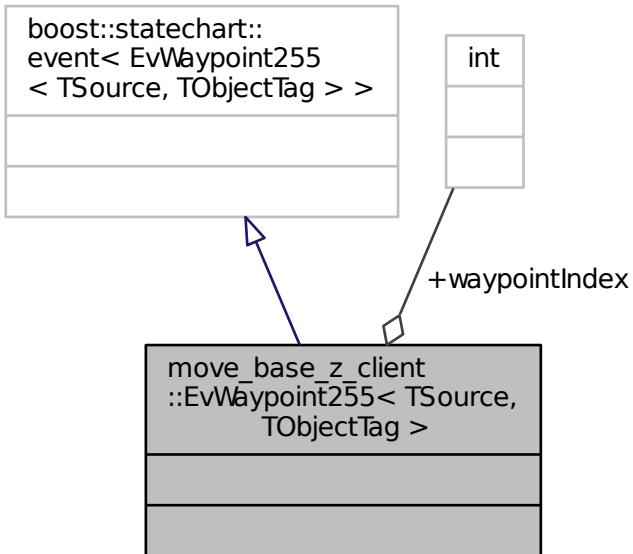 boost::statechart::
event< EvWaypoint255
< TSource, TObjectTag > >
int
+waypointIndex
move_base_z_client
::EvWaypoint255< TSource,
TObjectTag >